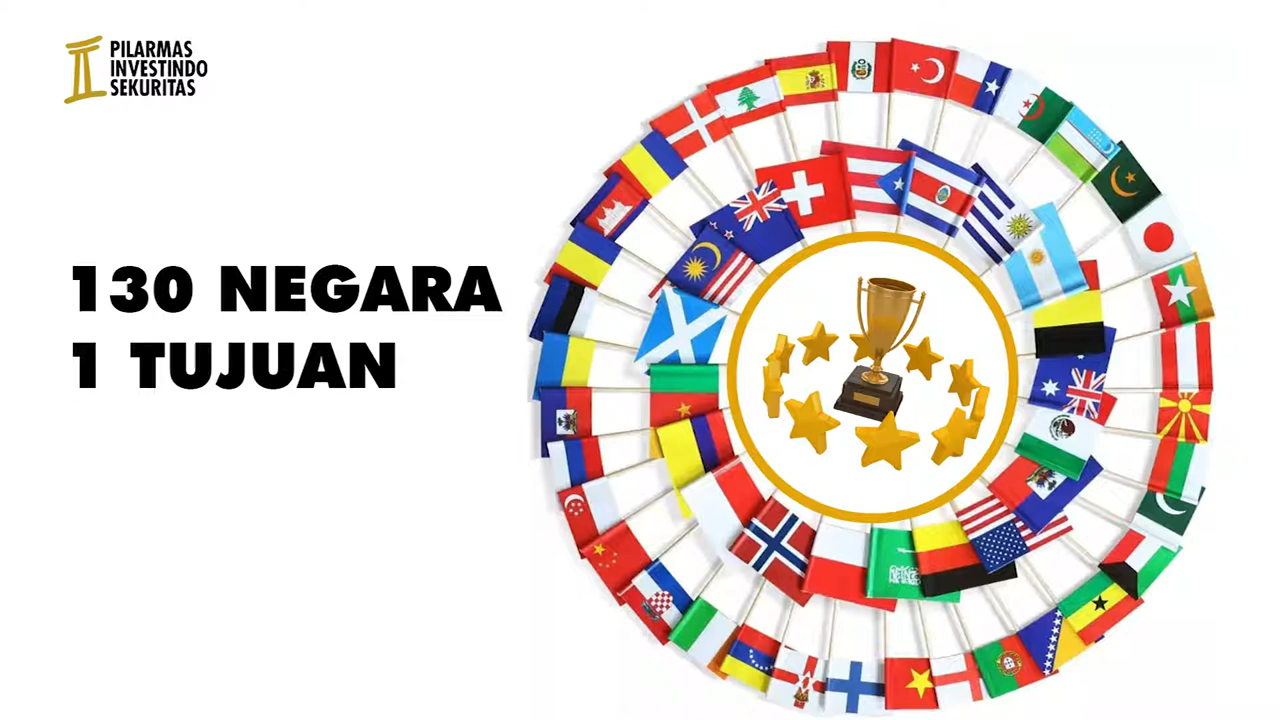 PILARMAS
INVESTINDO
SEKURITAS
130 NEGARA
1 TUJUAN